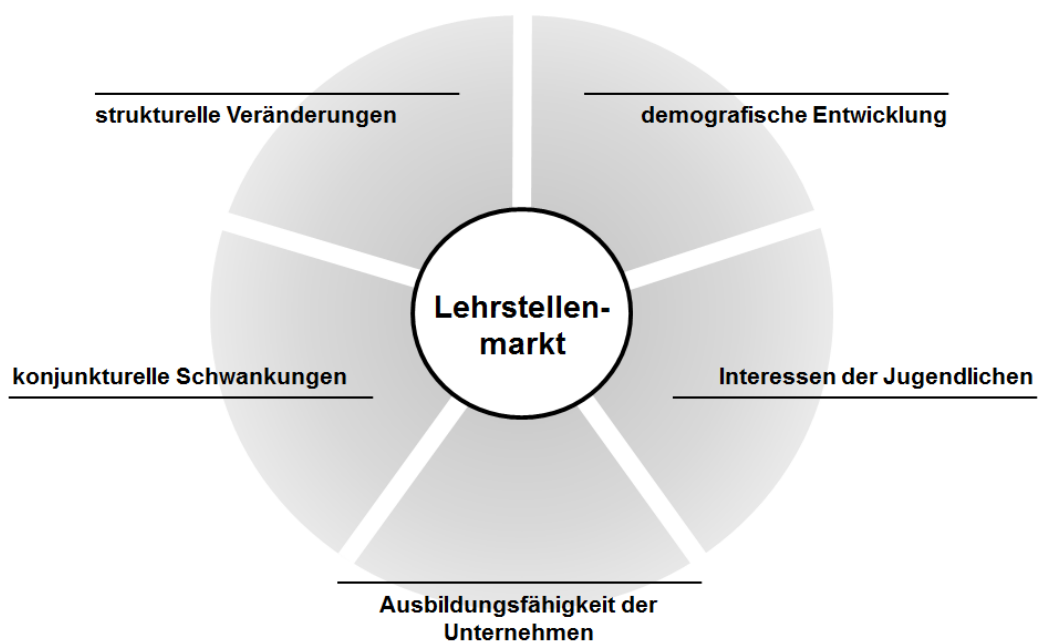 strukturelle Veränderungen
demografische Entwicklung
Lehrstellen-
markt
konjunkturelle Schwankungen
Interessen der Jugendlichen
Ausbildungsfähigkeit der
Unternehmen